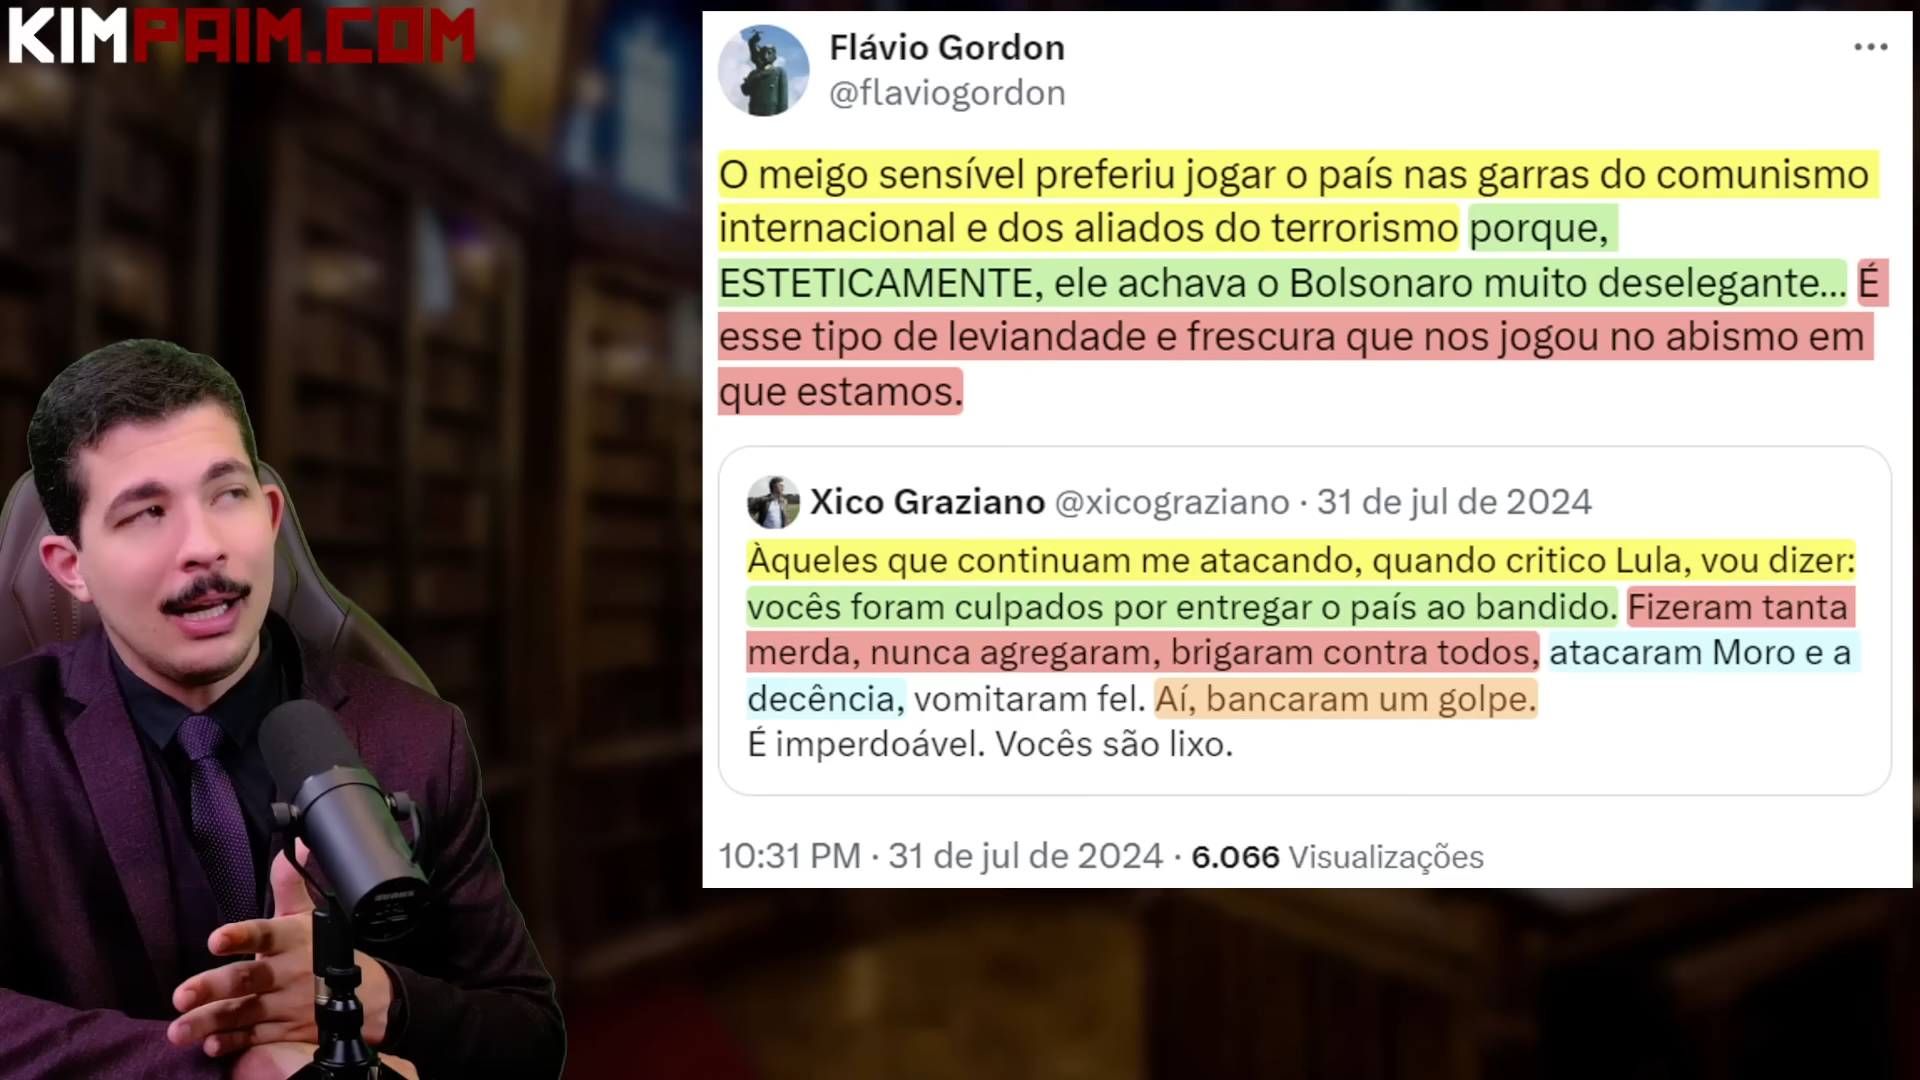 KIMPAIM.COM
Flávio Gordon
@flaviogordon
O meigo sensível preferiu jogar o país nas garras do comunismo
internacional e dos aliados do terrorismo porque,
ESTETICAMENTE, ele achava o Bolsonaro muito deselegante... É
esse tipo de leviandade e frescura que nos jogou no abismo em
que estamos.
Xico Graziano @xicograziano · 31 de jul de 2024
Àqueles que continuam me atacando, quando critico Lula, vou dizer:
vocês foram culpados por entregar o país ao bandido. Fizeram tanta
merda, nunca agregaram, brigaram contra todos, atacaram Moro e a
decência, vomitaram fel. Aí, bancaram um golpe.
É imperdoável. Vocês são lixo.
10:31 PM · 31 de jul de 2024 · 6.066 Visualizações